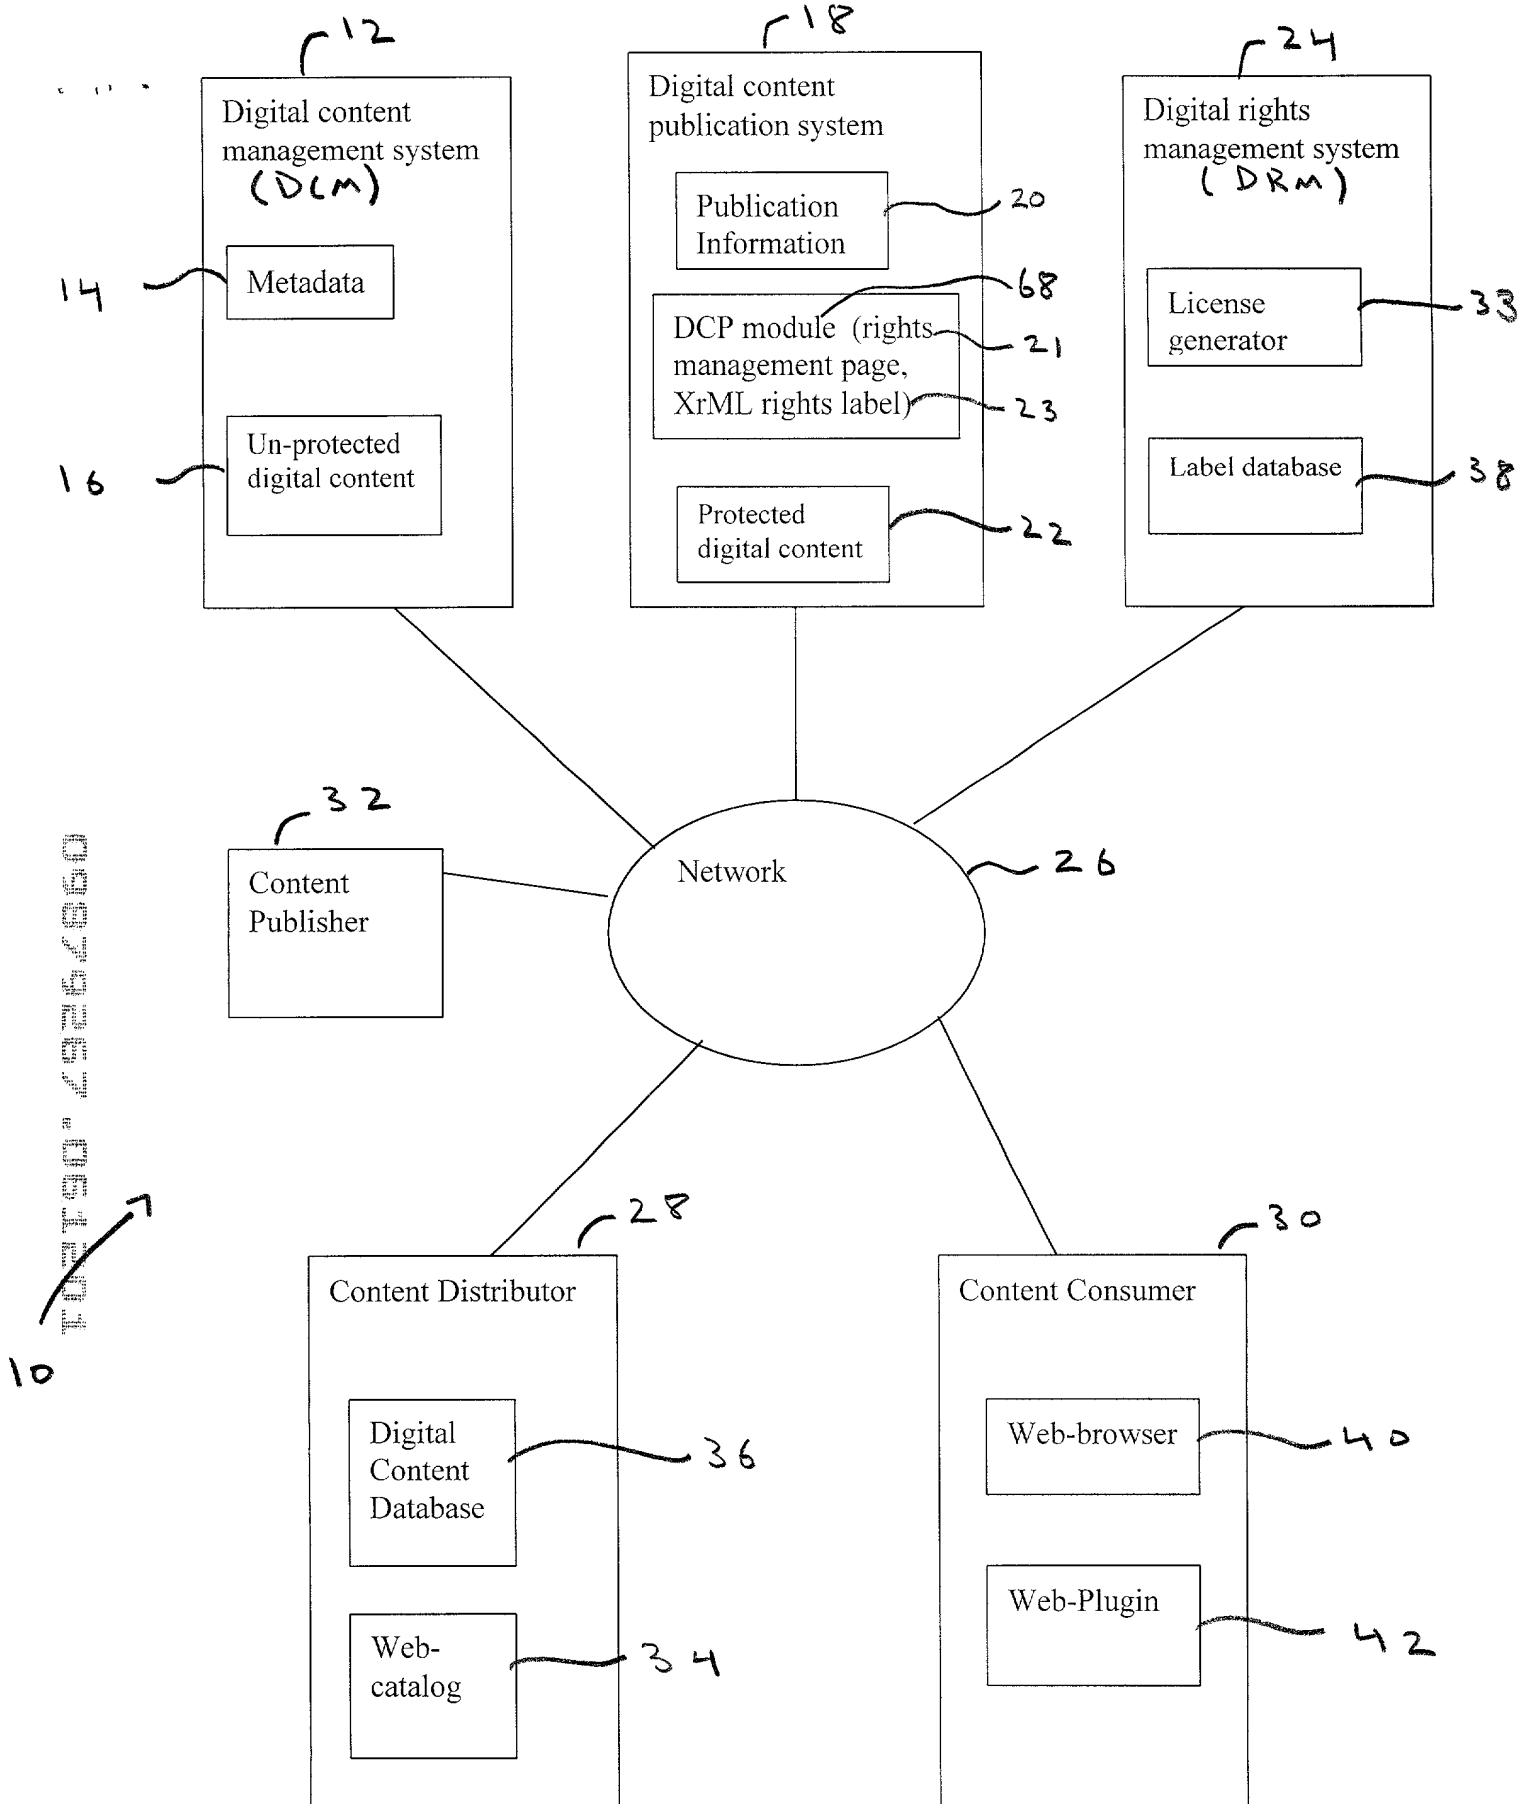 12
18
24
Digital content
management system
(DCM)
Digital content
publication system
Digital rights
management system
(DRM)
14
Metadata
Publication
Information
20
68
DCP module (rights
management page,
XrML rights label)
21
23
License
generator
33
16
Un-protected
digital content
Protected
digital content
22
Label database
38
32
Content
Publisher
Network
26
09879267.061201
10
28
Content Distributor
30
Content Consumer
Digital
Content
Database
36
Web-browser
40
Web-
catalog
34
Web-Plugin
42